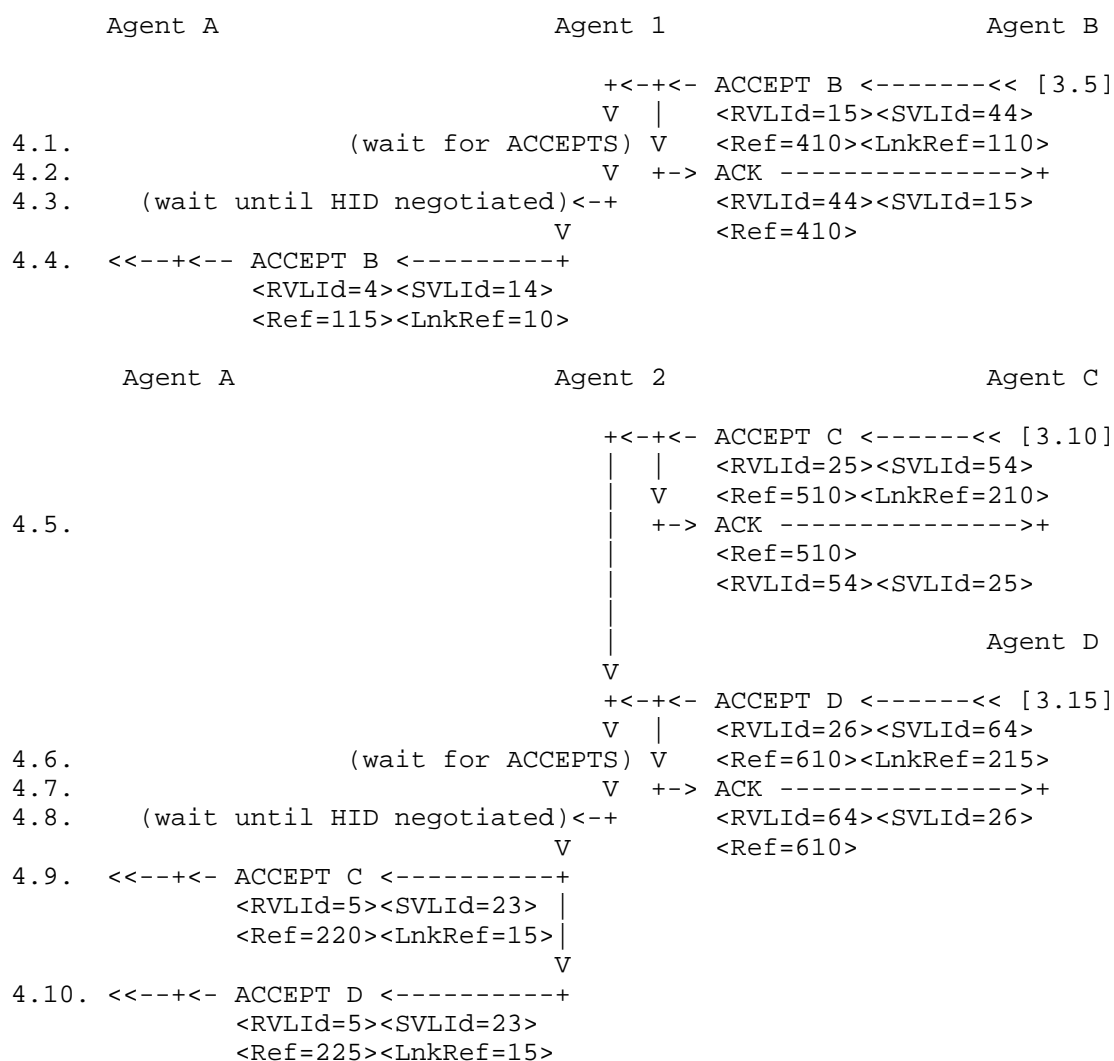 Agent A                     Agent 1                    Agent B

                                     +<-+<- ACCEPT B <-------<< [3.5]
                                     V  |   <RVLId=15><SVLId=44>
4.1.                 (wait for ACCEPTS) V   <Ref=410><LnkRef=110>
4.2.                                 V  +-> ACK --------------->+
4.3.    (wait until HID negotiated)<-+      <RVLId=44><SVLId=15>
                                  V         <Ref=410>
4.4.  <<--+<-- ACCEPT B <---------+
               <RVLId=4><SVLId=14>
               <Ref=115><LnkRef=10>

       Agent A                    Agent 2                    Agent C

                                     +<-+<- ACCEPT C <------<< [3.10]
                                     |  |   <RVLId=25><SVLId=54>
                                     |  V   <Ref=510><LnkRef=210>
4.5.                                 |  +-> ACK --------------->+
                                     |      <Ref=510>
                                     |      <RVLId=54><SVLId=25>
                                     |
                                     |                       Agent D
                                     V
                                     +<-+<- ACCEPT D <------<< [3.15]
                                     V  |   <RVLId=26><SVLId=64>
4.6.                 (wait for ACCEPTS) V   <Ref=610><LnkRef=215>
4.7.                                 V  +-> ACK --------------->+
4.8.    (wait until HID negotiated)<-+      <RVLId=64><SVLId=26>
                                  V         <Ref=610>
4.9.  <<--+<- ACCEPT C <----------+
              <RVLId=5><SVLId=23> |
              <Ref=220><LnkRef=15>|
                                  V
4.10. <<--+<- ACCEPT D <----------+
              <RVLId=5><SVLId=23>
              <Ref=225><LnkRef=15>